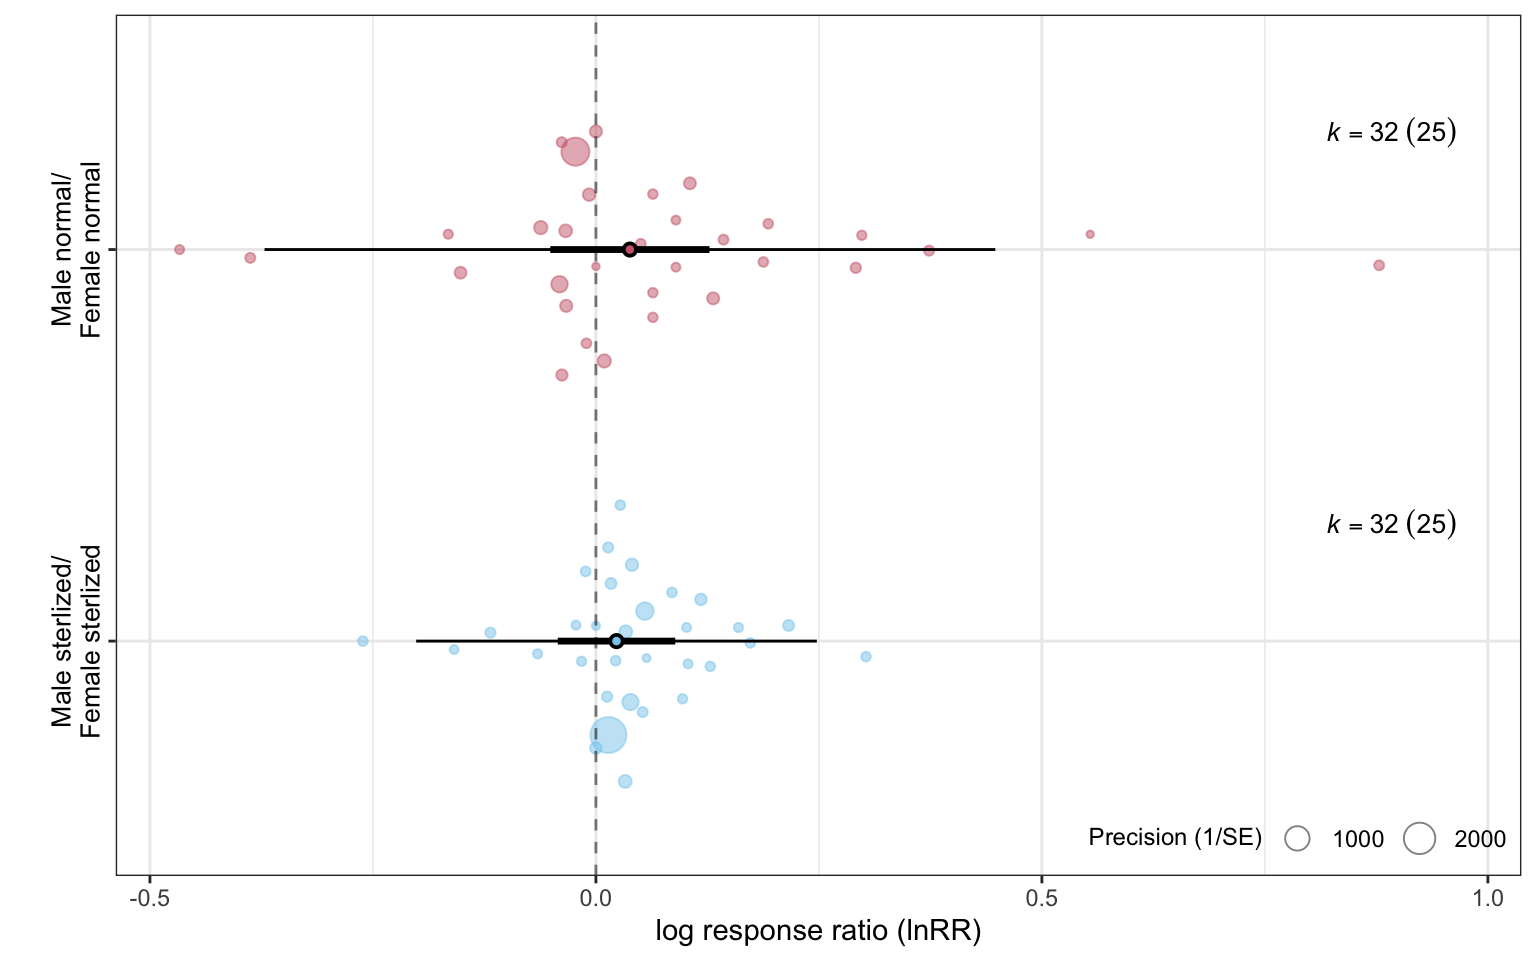 Male normal/
Female normal
k = 32 (25)
Male sterlized/
Female sterlized
k = 32 (25)
Precision (1/SE) 1000 2000
-0.5 0.0 0.5 1.0
log response ratio (lnRR)